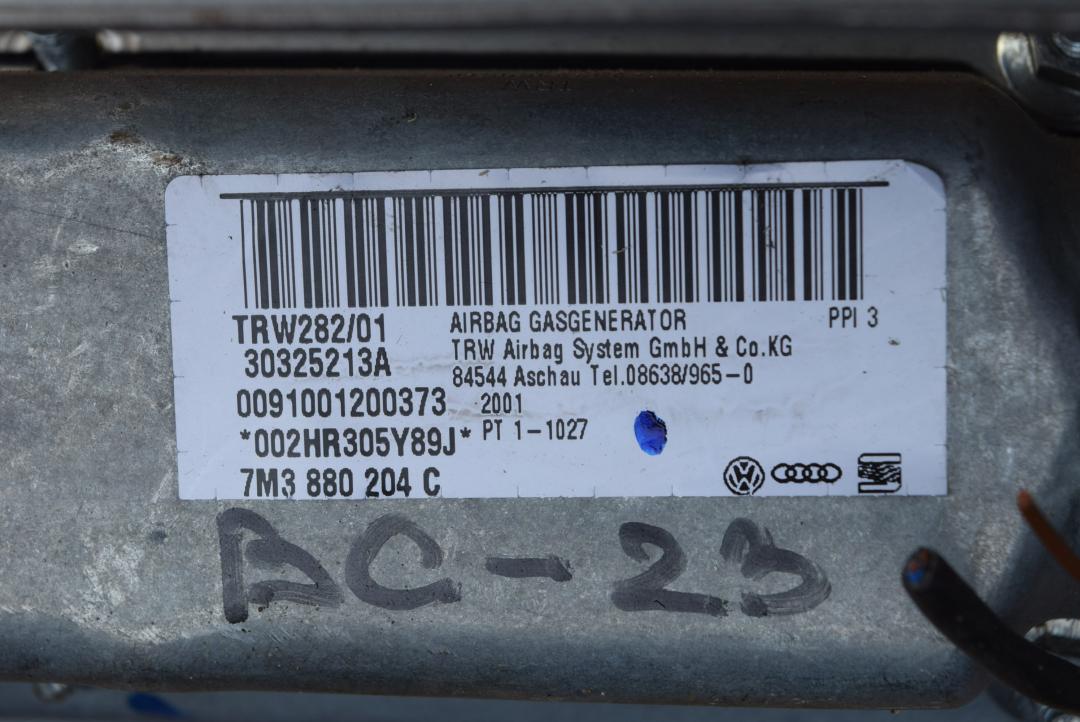 TRW282/01
30325213A
0091001200373
*002HR305Y89J*
7M3 880 204 C
AIRBAG GASGENERATOR PPI 3
TRW Airbag System GmbH & Co.KG
84544 Aschau Tel.08638/965-0
2001
PT 1-1027
BC-23